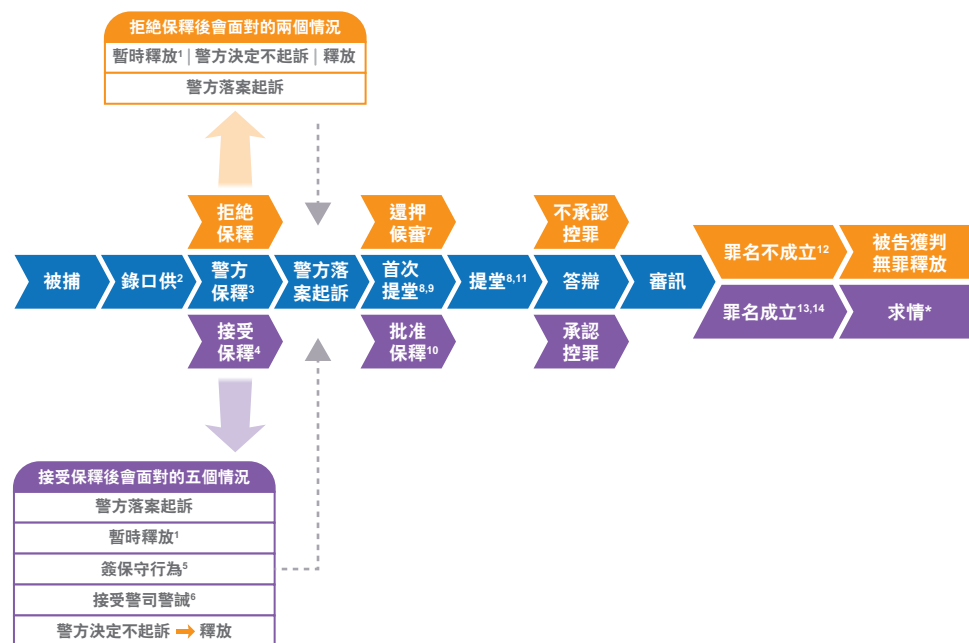 拒絕保釋後會面對的兩個情況
暫時釋放¹ | 警方決定不起訴 | 釋放
警方落案起訴
拒絕
保釋
還押
候審⁷
不承認
控罪
罪名不成立¹²
被告獲判
無罪釋放
被捕
錄口供²
警方
保釋³
警方落
案起訴
首次
提堂⁸,⁹
提堂⁸,¹¹
答辯
審訊
罪名成立¹³,¹⁴
求情*
接受
保釋⁴
批准
保釋¹⁰
承認
控罪
接受保釋後會面對的五個情況
警方落案起訴
暫時釋放¹
簽保守行為⁵
接受警司警誡⁶
警方決定不起訴 ➡ 釋放